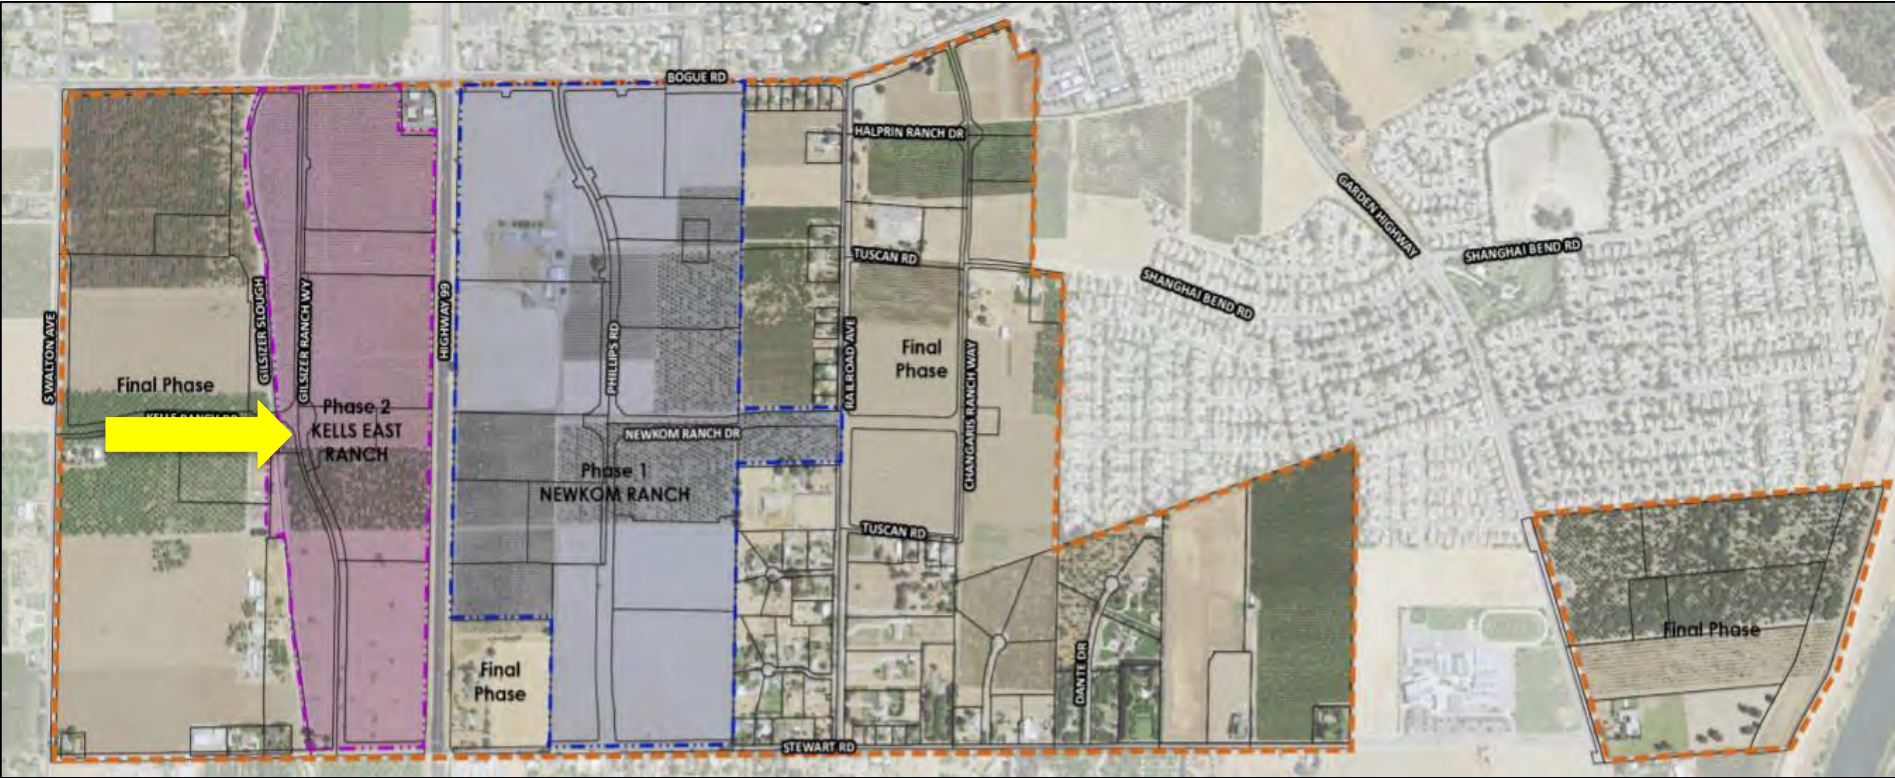 BOGUE RD
HALPRIN RANCH DR
GARDEN HIGHWAY
SHANGHAI BEND RD
TUSCAN RD
SHANGHAI BEND RD
S WALTON AVE
GILSIZER SLOUGH
GILSIZER RANCH WY
HIGHWAY 99
PHILLIPS RD
RAILROAD AVE
Final
Phase
CHANGARIS RANCH WAY
Final Phase
Phase 2
KELLS EAST
RANCH
KELLS RANCH DR
NEWKOM RANCH DR
Phase 1
NEWKOM RANCH
TUSCAN RD
Final Phase
Final
Phase
DANTE DR
STEWART RD